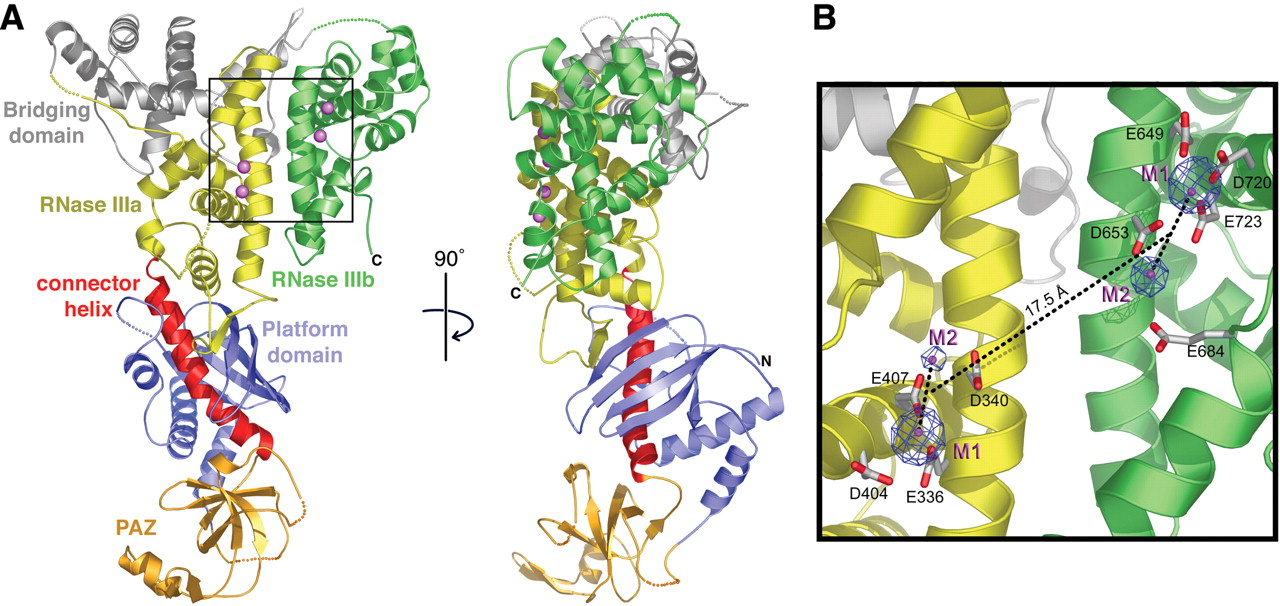 A
Bridging
domain
RNase IIIa
connector
helix
RNase IIIb
C
Platform
domain
PAZ
90°
C
N
B
E649
M1
D720
E723
D653
M2
17.5 Å
E684
M2
E407
D340
M1
D404
E336